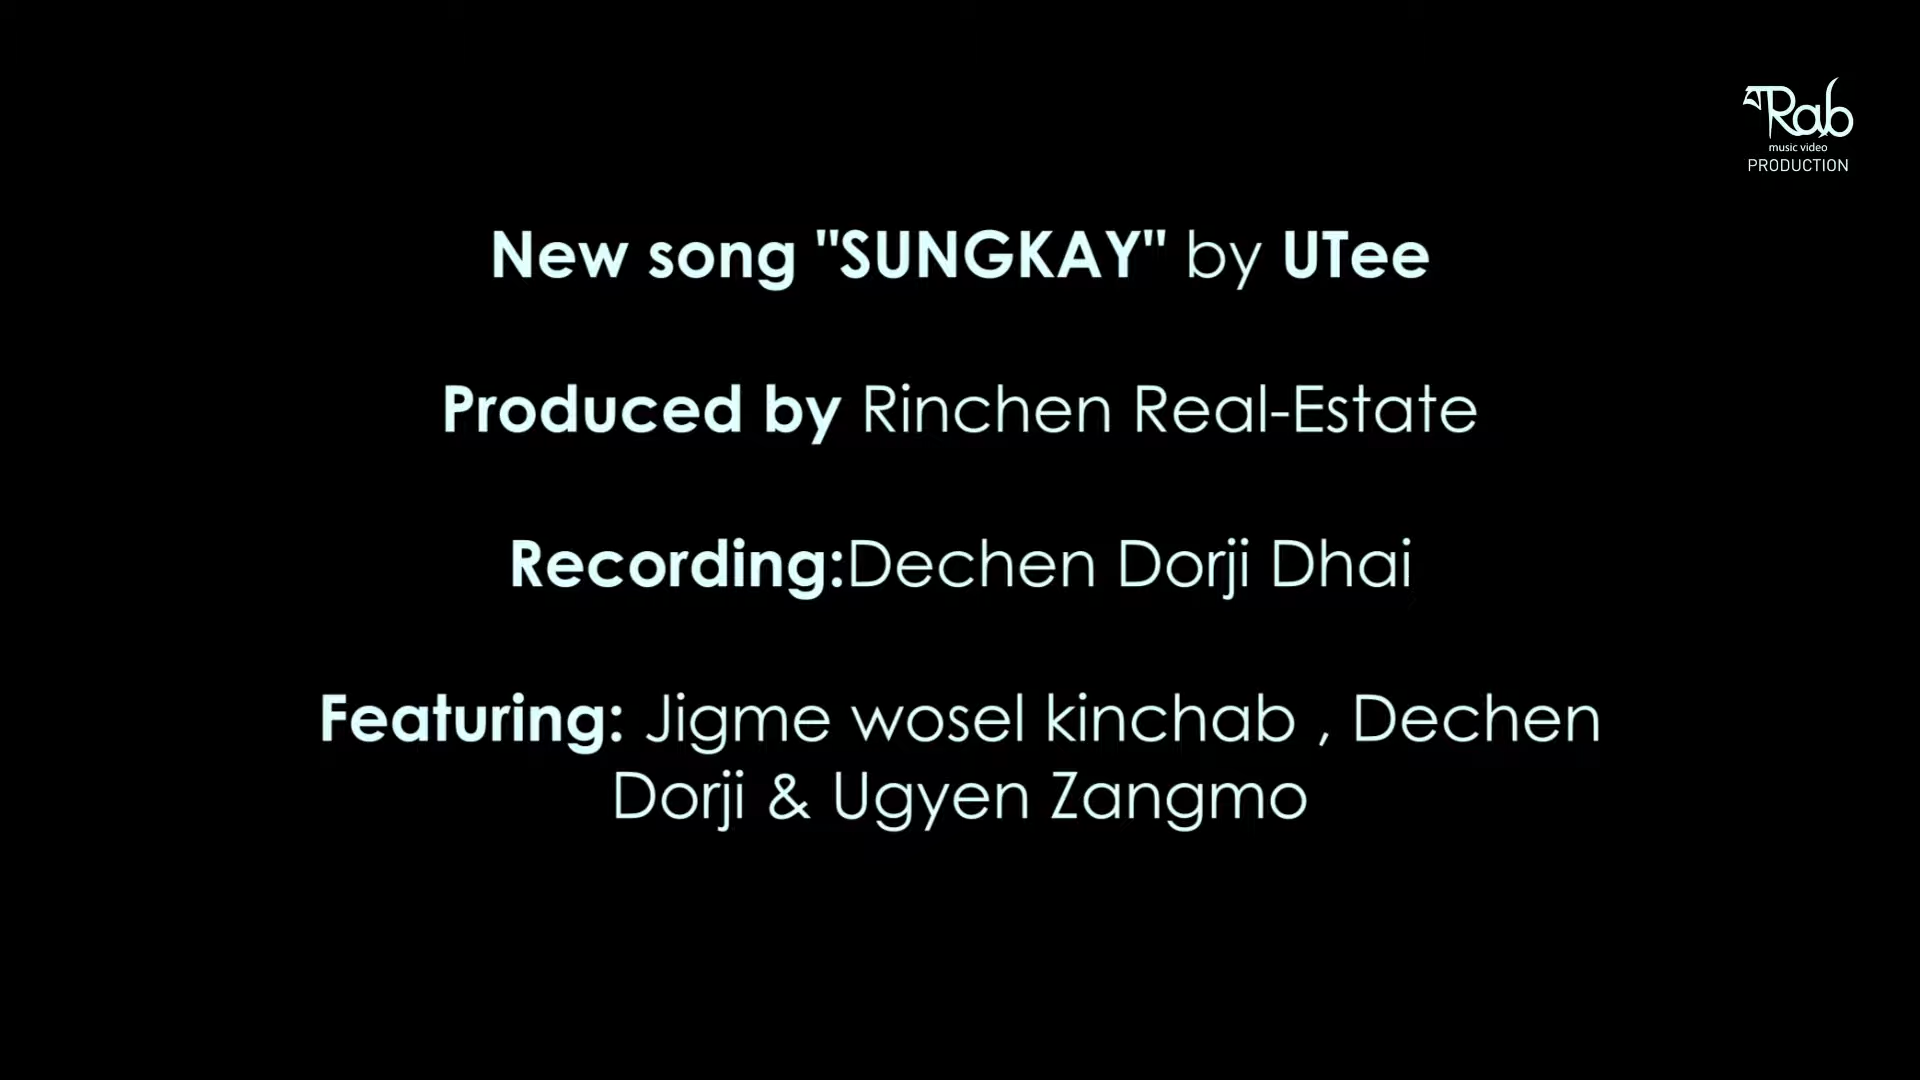 Rab
music video
PRODUCTION
New song "SUNGKAY" by UTee
Produced by Rinchen Real-Estate
Recording:Dechen Dorji Dhai
Featuring: Jigme wosel kinchab , Dechen
Dorji & Ugyen Zangmo